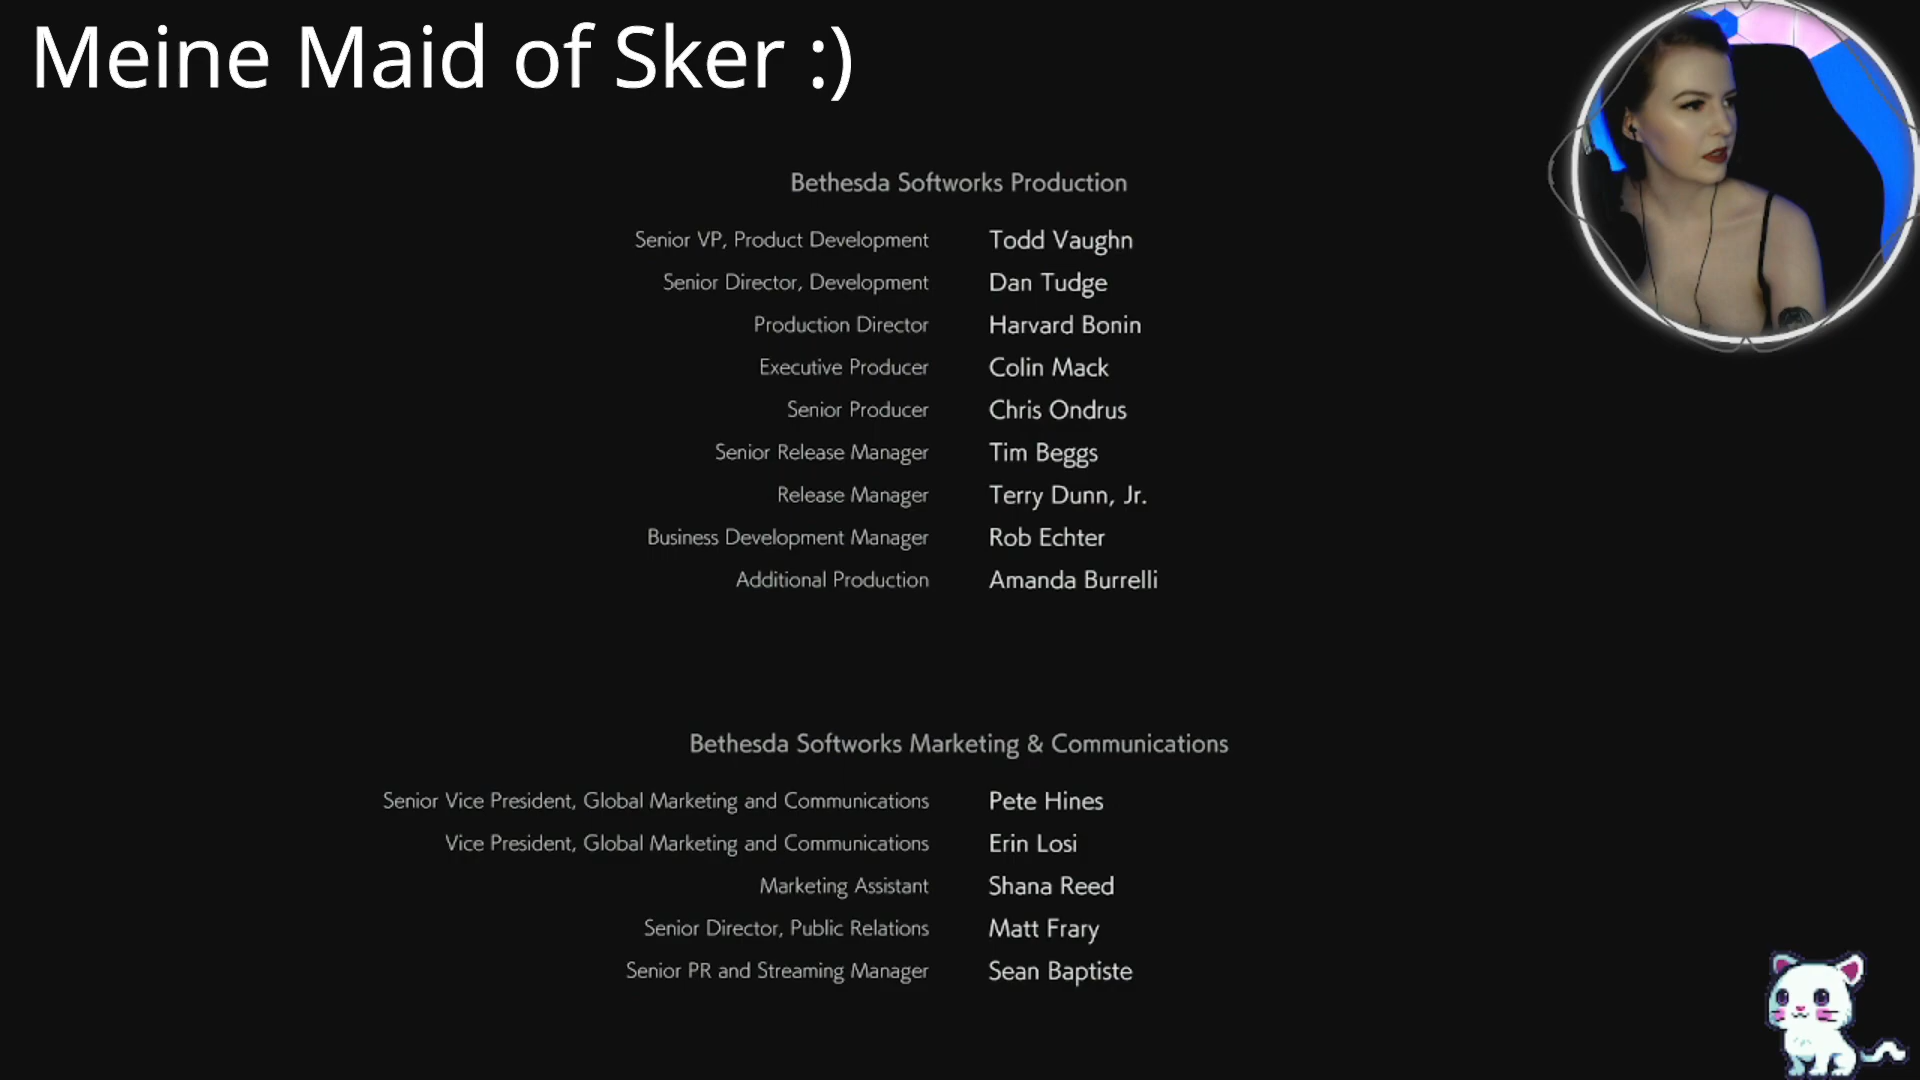 Meine Maid of Sker :)
Bethesda Softworks Production
Senior VP, Product Development Todd Vaughn
Senior Director, Development Dan Tudge
Production Director Harvard Bonin
Executive Producer Colin Mack
Senior Producer Chris Ondrus
Senior Release Manager Tim Beggs
Release Manager Terry Dunn, Jr.
Business Development Manager Rob Echter
Additional Production Amanda Burrelli
Bethesda Softworks Marketing & Communications
Senior Vice President, Global Marketing and Communications Pete Hines
Vice President, Global Marketing and Communications Erin Losi
Marketing Assistant Shana Reed
Senior Director, Public Relations Matt Frary
Senior PR and Streaming Manager Sean Baptiste